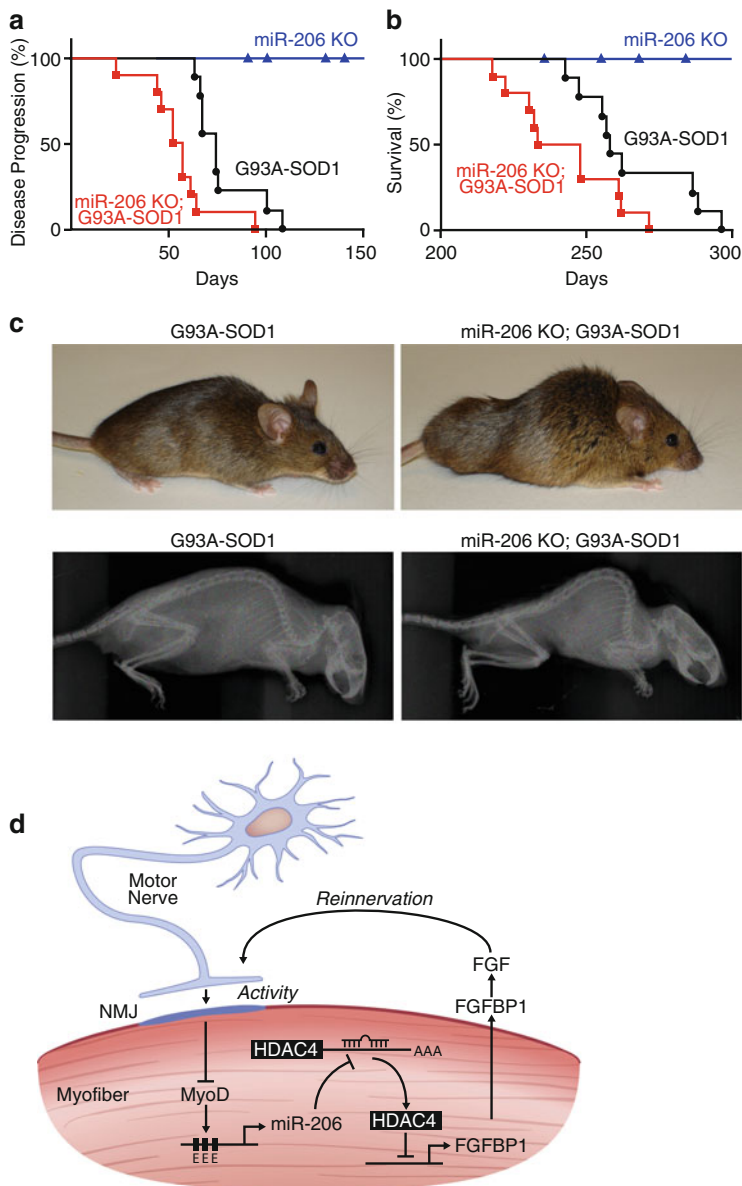 a
miR-206 KO
Disease Progression (%)
100
50
0
G93A-SOD1
miR-206 KO;
G93A-SOD1
50
100
150
Days
b
miR-206 KO
Survival (%)
100
50
0
G93A-SOD1
miR-206 KO;
G93A-SOD1
200
250
300
Days
c
G93A-SOD1
miR-206 KO; G93A-SOD1
G93A-SOD1
miR-206 KO; G93A-SOD1
d
Motor
Nerve
Reinnervation
FGF
Activity
NMJ
FGFBP1
HDAC4
AAA
Myofiber
MyoD
miR-206
HDAC4
FGFBP1
E E E